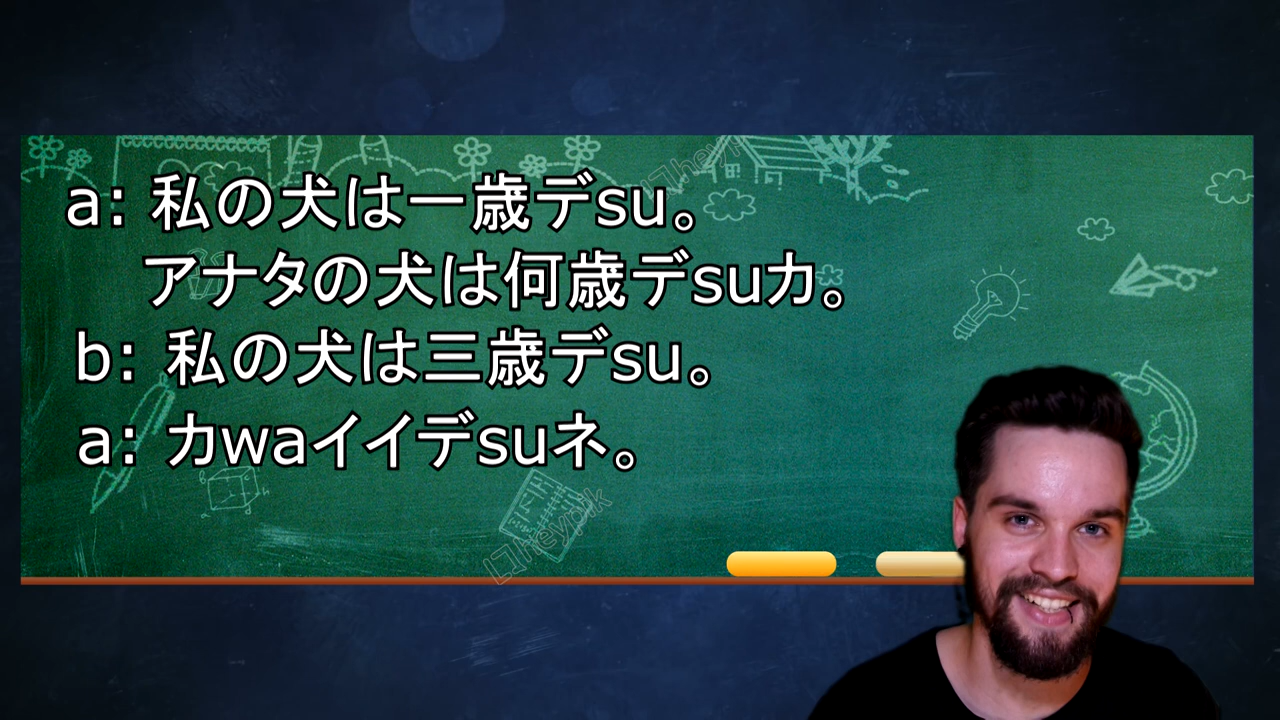 a: 私の犬は一歳デsu。
アナタの犬は何歳デsuカ。
b: 私の犬は三歳デsu。
a: カwaイイデsuネ。